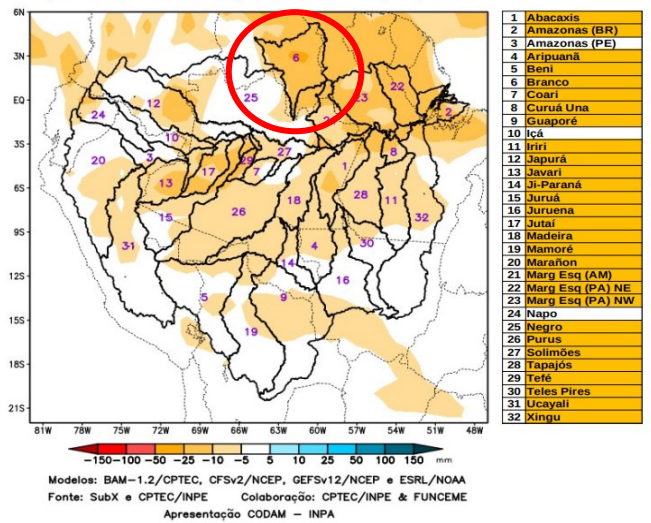 6N
3N
EQ
3S
6S
9S
12S
15S
18S
21S
81W 78W 75W 72W 69W 66W 63W 60W 57W 54W 51W 48W
6
25
23
22
2
12
24
10
3
20
13
17
29
7
27
1
8
18
28
11
26
15
32
4
30
31
14
16
5
9
19
1 Abacaxis
2 Amazonas (BR)
3 Amazonas (PE)
4 Aripuanã
5 Beni
6 Branco
7 Coari
8 Curuá Una
9 Guaporé
10 Içá
11 Iriri
12 Japurá
13 Javari
14 Ji-Paraná
15 Juruá
16 Juruena
17 Jutaí
18 Madeira
19 Mamoré
20 Marañon
21 Marg Esq (AM)
22 Marg Esq (PA) NE
23 Marg Esq (PA) NW
24 Napo
25 Negro
26 Purus
27 Solimões
28 Tapajós
29 Tefé
30 Teles Pires
31 Ucayali
32 Xingu
-150-100 -50 -25 -10 -5 5 10 25 50 100 150 mm
Modelos: BAM-1.2/CPTEC, CFSv2/NCEP, GEFSv12/NCEP e ESRL/NOAA
Fonte: SubX e CPTEC/INPE Colaboração: CPTEC/INPE & FUNCEME
Apresentação CODAM - INPA